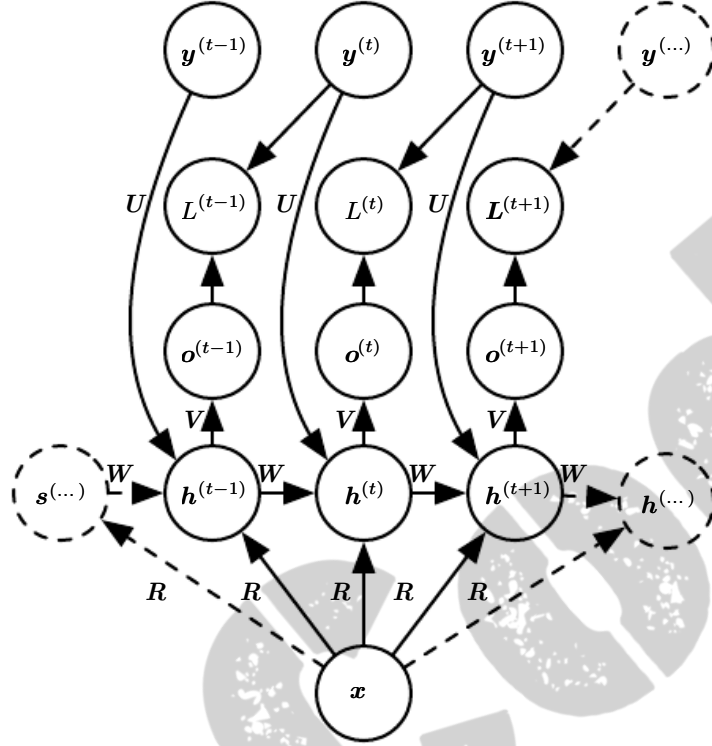 y(t−1) y(t) y(t+1) y(...)
U L(t−1) U L(t) U L(t+1)
o(t−1) o(t) o(t+1)
V V V
W W W W
s(...) h(t−1) h(t) h(t+1) h(...)
R R R R R
x